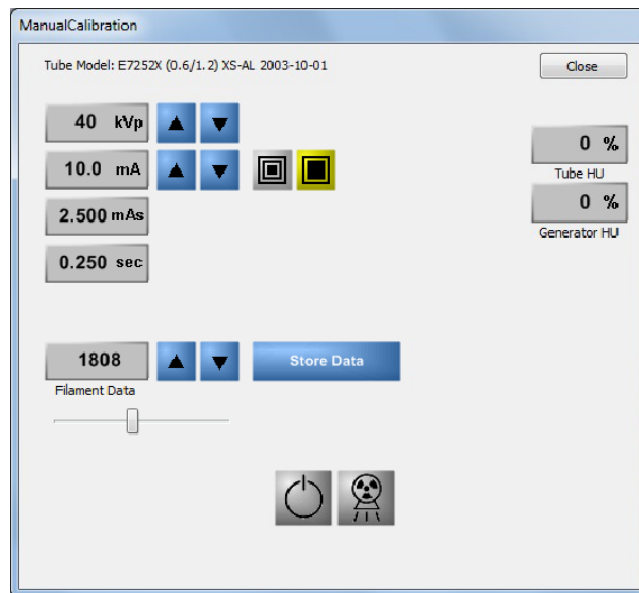 ManualCalibration
Tube Model: E7252X (0.6/1.2) XS-AL 2003-10-01
Close
40 kVp
0 %
10.0 mA
Tube HU
0 %
2.500 mAs
Generator HU
0.250 sec
1808
Store Data
Filament Data